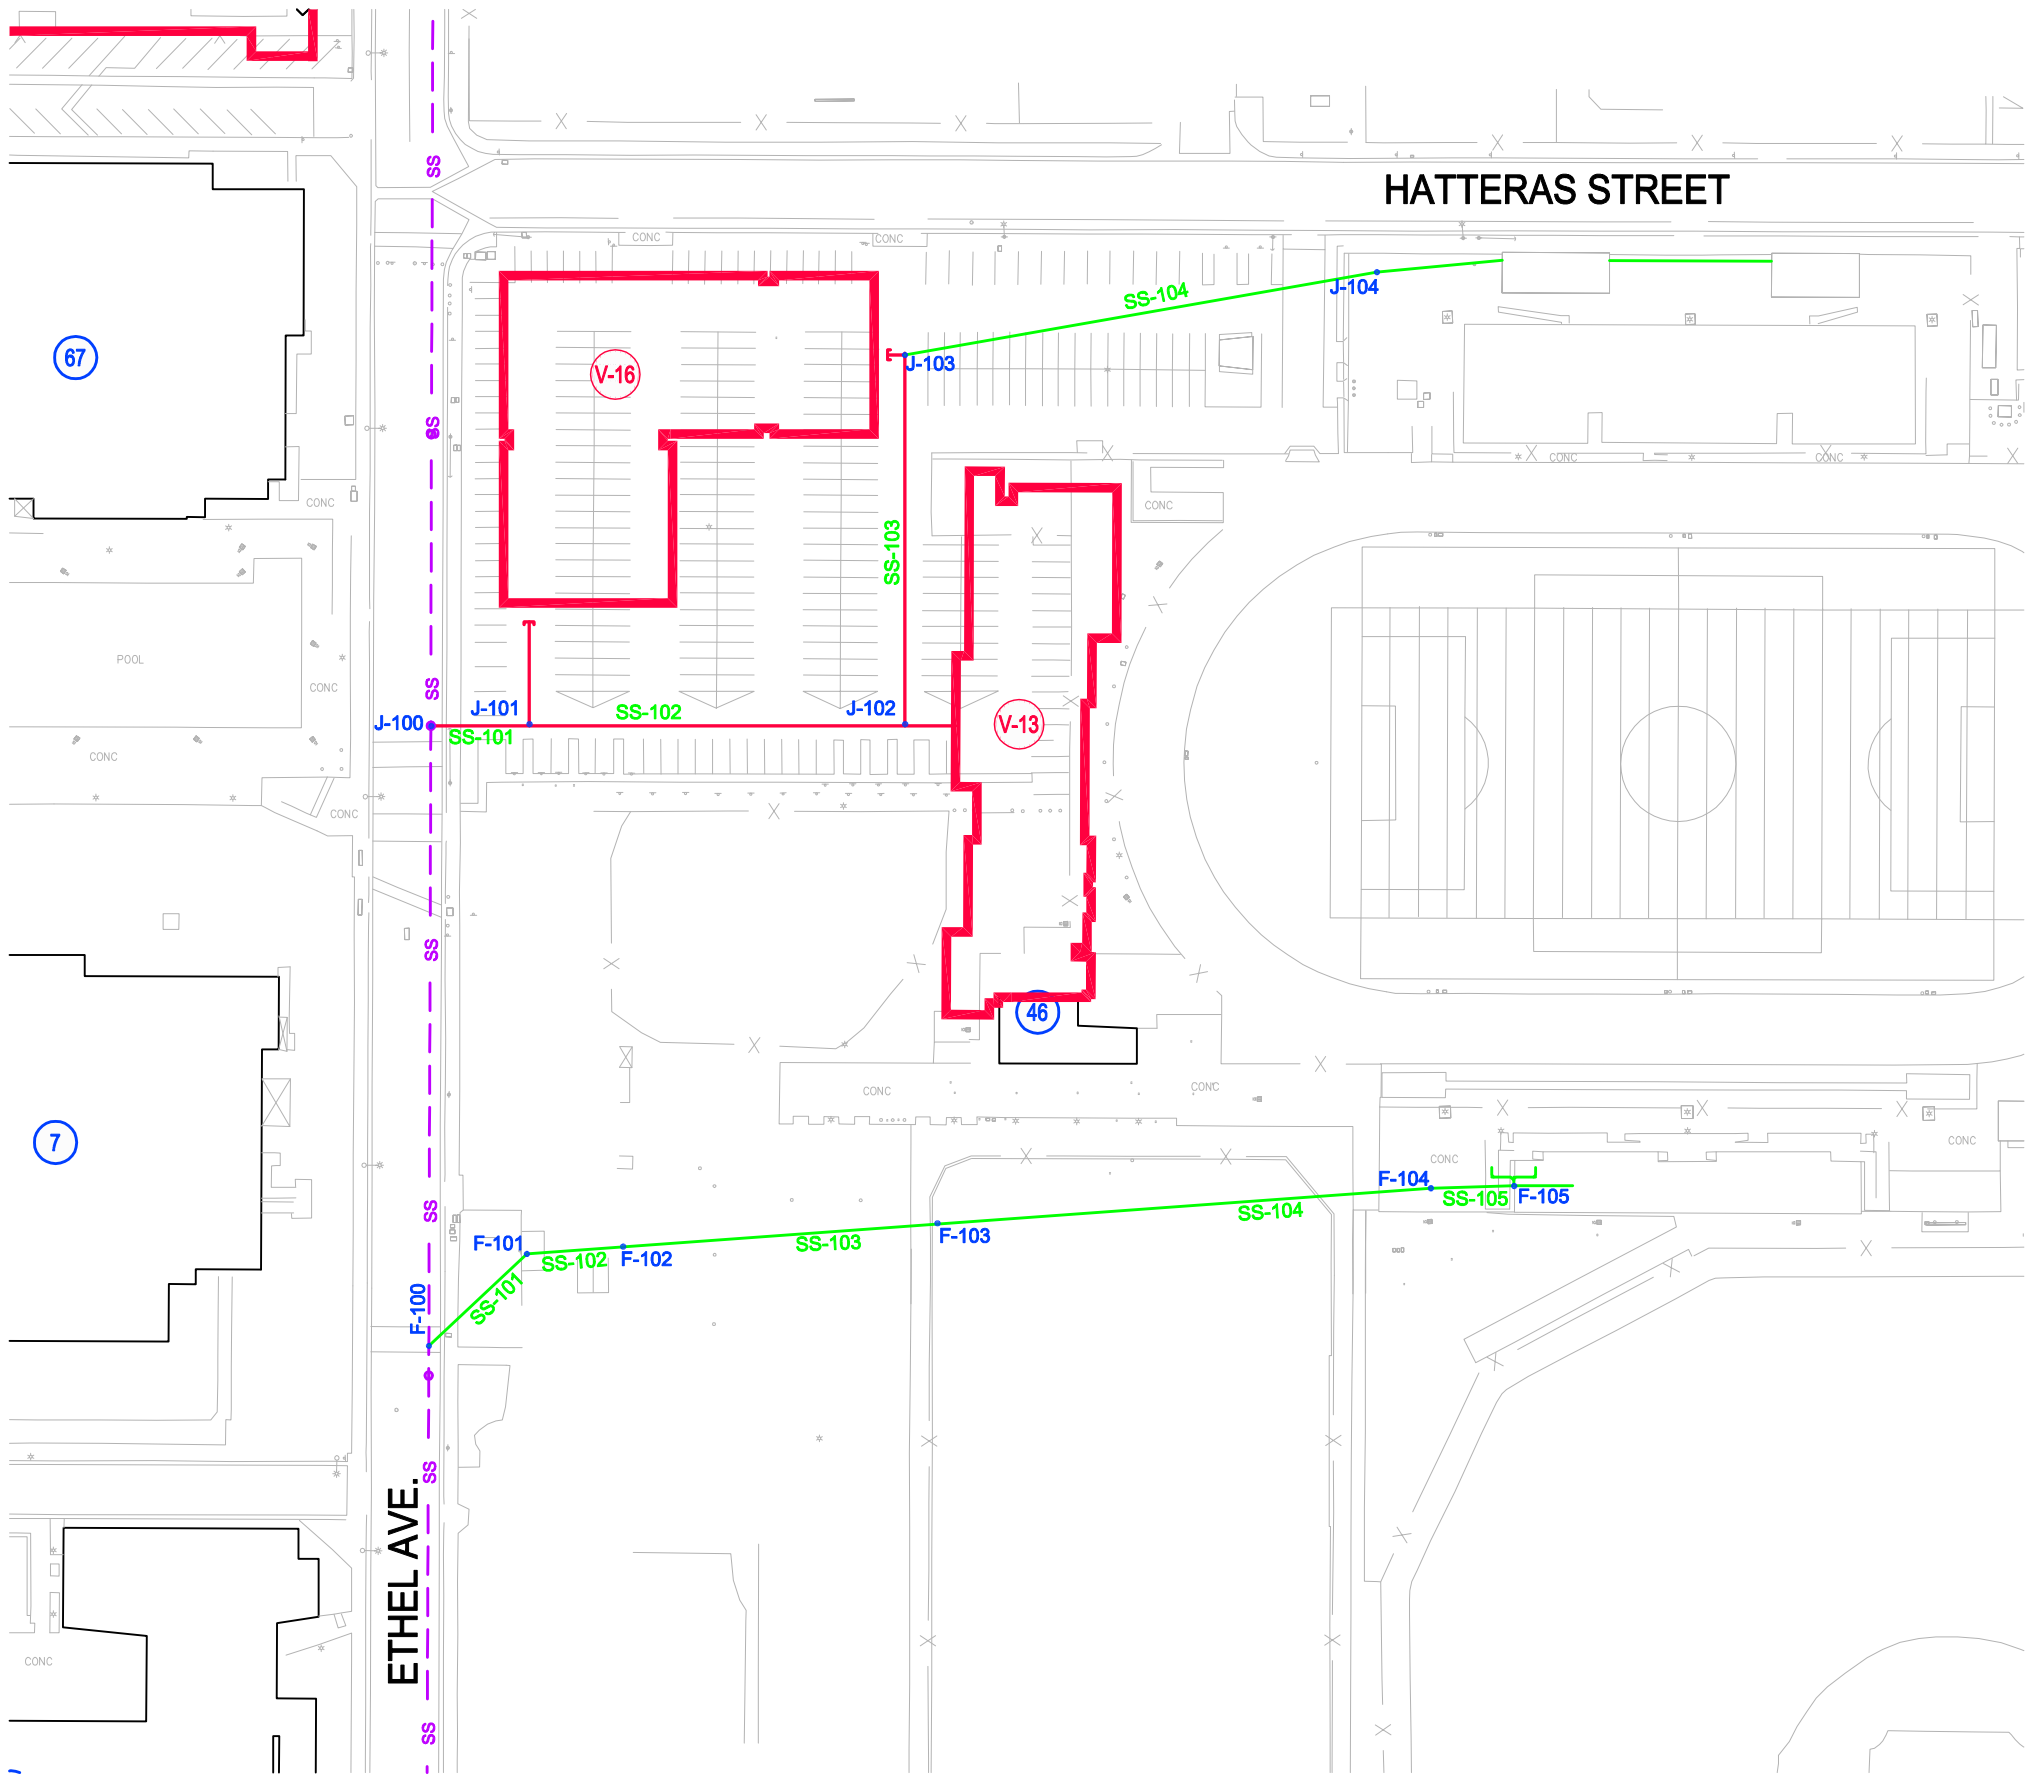 SS
HATTERAS STREET
CONC
CONC
SS-104
J-104
67
V-16
J-103
SS
CONC
CONC
CONC
CONC
SS-103
POOL
CONC
SS
J-100
J-101
SS-102
J-102
V-13
SS-101
CONC
CONC
SS
46
CONC
CONC
7
CONC
CONC
F-104
SS-105
F-105
SS
SS-104
F-101
SS-102
F-102
SS-103
F-103
SS-101
F-100
SS
ETHEL AVE.
CONC
SS